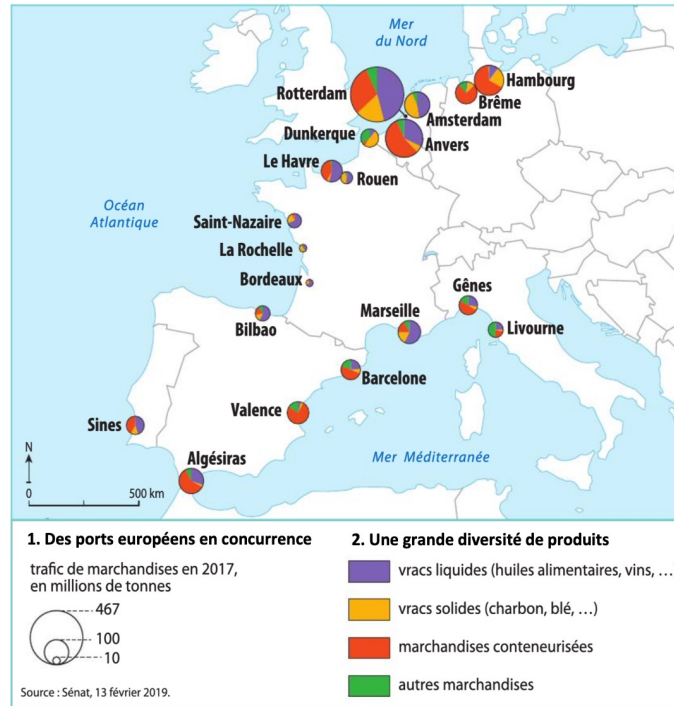 Mer
du Nord
Hambourg
Rotterdam
Brême
Amsterdam
Dunkerque
Anvers
Le Havre
Rouen
Océan
Atlantique
Saint-Nazaire
La Rochelle
Bordeaux
Gênes
Marseille
Bilbao
Livourne
Barcelone
Valence
Sines
N
Algésiras
Mer Méditerranée
0
500 km
1. Des ports européens en concurrence
trafic de marchandises en 2017,
en millions de tonnes
467
100
10
Source : Sénat, 13 février 2019.
2. Une grande diversité de produits
vracs liquides (huiles alimentaires, vins, ...)
vracs solides (charbon, blé, ...)
marchandises conteneurisées
autres marchandises